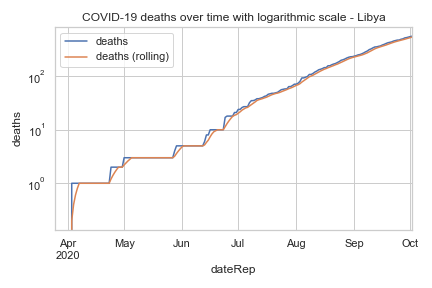 COVID-19 deaths over time with logarithmic scale - Libya
deaths
deaths (rolling)
10²
10¹
10⁰
deaths
Apr May Jun Jul Aug Sep Oct
2020
dateRep